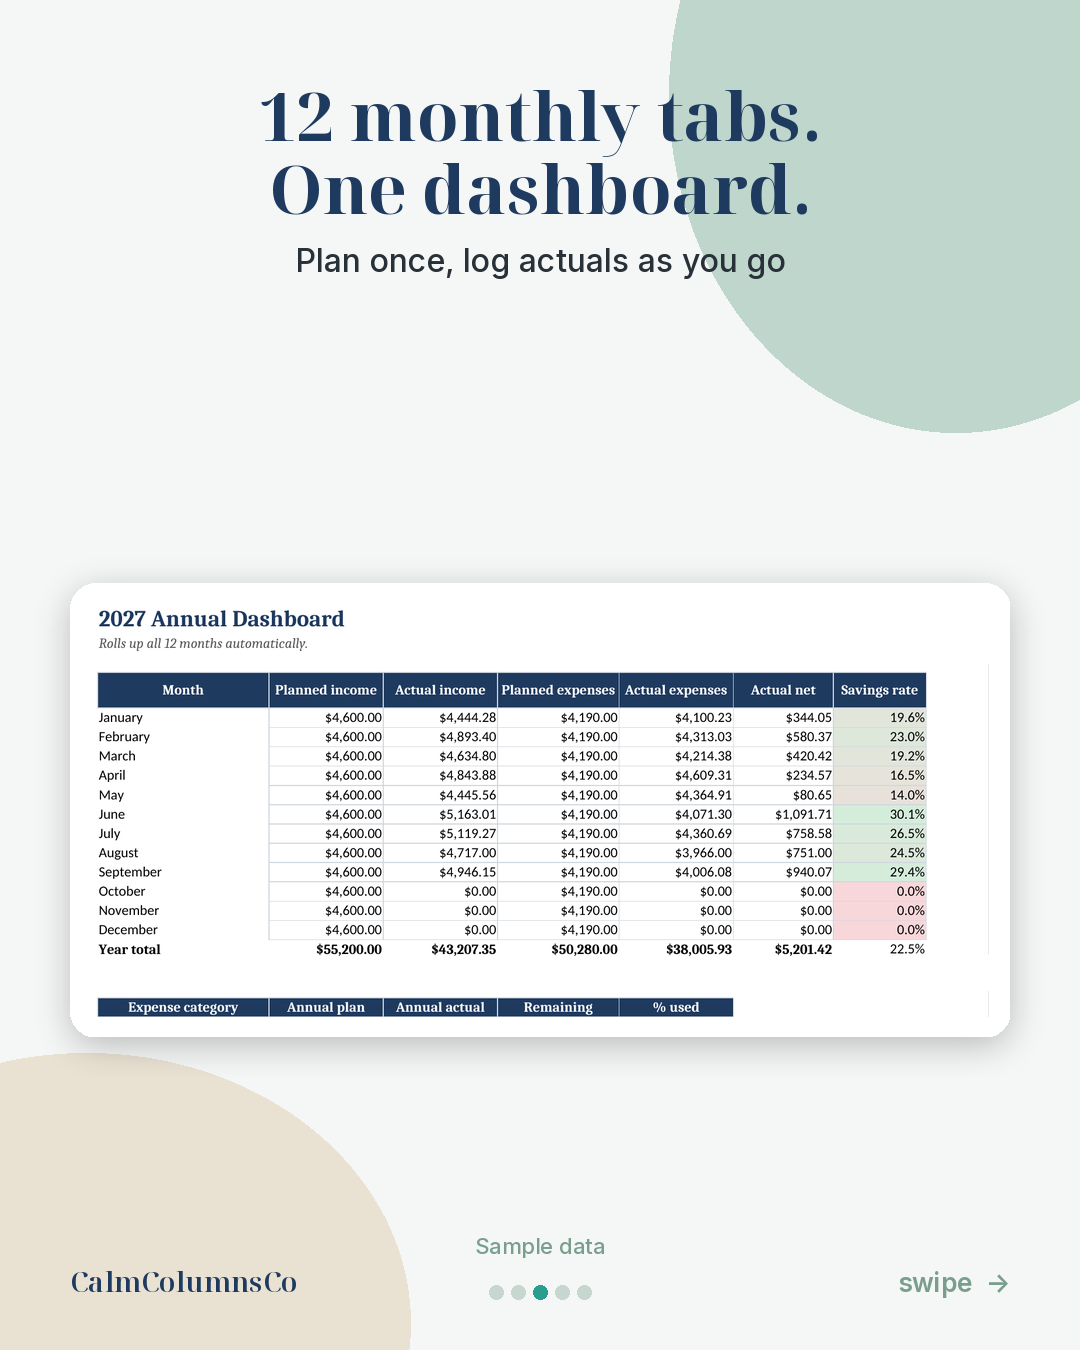 12 monthly tabs.
One dashboard.
Plan once, log actuals as you go
2027 Annual Dashboard
Rolls up all 12 months automatically.
Month Planned income Actual income Planned expenses Actual expenses Actual net Savings rate
January $4,600.00 $4,444.28 $4,190.00 $4,100.23 $344.05 19.6%
February $4,600.00 $4,893.40 $4,190.00 $4,313.03 $580.37 23.0%
March $4,600.00 $4,634.80 $4,190.00 $4,214.38 $420.42 19.2%
April $4,600.00 $4,843.88 $4,190.00 $4,609.31 $234.57 16.5%
May $4,600.00 $4,445.56 $4,190.00 $4,364.91 $80.65 14.0%
June $4,600.00 $5,163.01 $4,190.00 $4,071.30 $1,091.71 30.1%
July $4,600.00 $5,119.27 $4,190.00 $4,360.69 $758.58 26.5%
August $4,600.00 $4,717.00 $4,190.00 $3,966.00 $751.00 24.5%
September $4,600.00 $4,946.15 $4,190.00 $4,006.08 $940.07 29.4%
October $4,600.00 $0.00 $4,190.00 $0.00 $0.00 0.0%
November $4,600.00 $0.00 $4,190.00 $0.00 $0.00 0.0%
December $4,600.00 $0.00 $4,190.00 $0.00 $0.00 0.0%
Year total $55,200.00 $43,207.35 $50,280.00 $38,005.93 $5,201.42 22.5%
Expense category Annual plan Annual actual Remaining % used
Sample data
CalmColumnsCo
swipe →